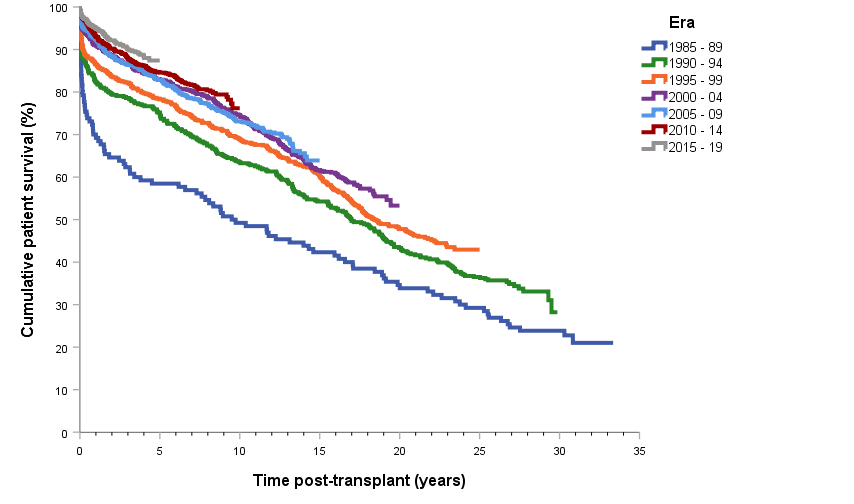 Era
1985 - 89
1990 - 94
1995 - 99
2000 - 04
2005 - 09
2010 - 14
2015 - 19
Cumulative patient survival (%)
100
90
80
70
60
50
40
30
20
10
0
0 5 10 15 20 25 30 35
Time post-transplant (years)